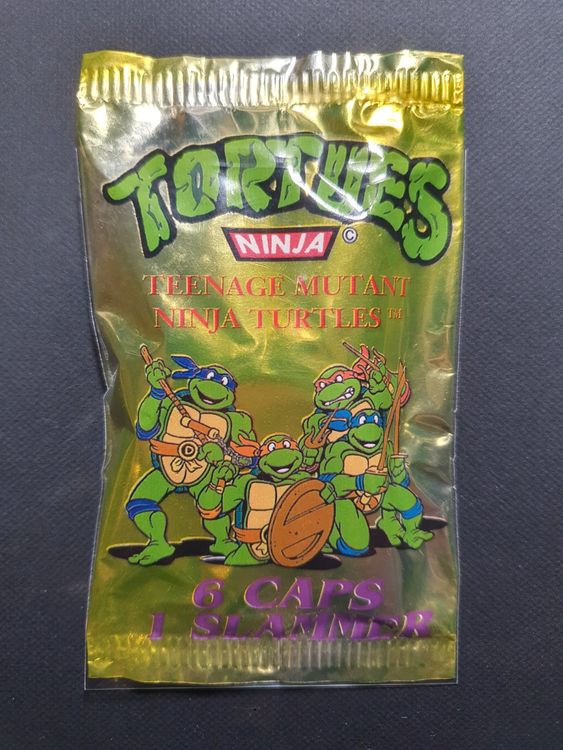 TORTUES
NINJA ©
TEENAGE MUTANT
NINJA TURTLES™
D
6 CAPS
1 SLAMMER